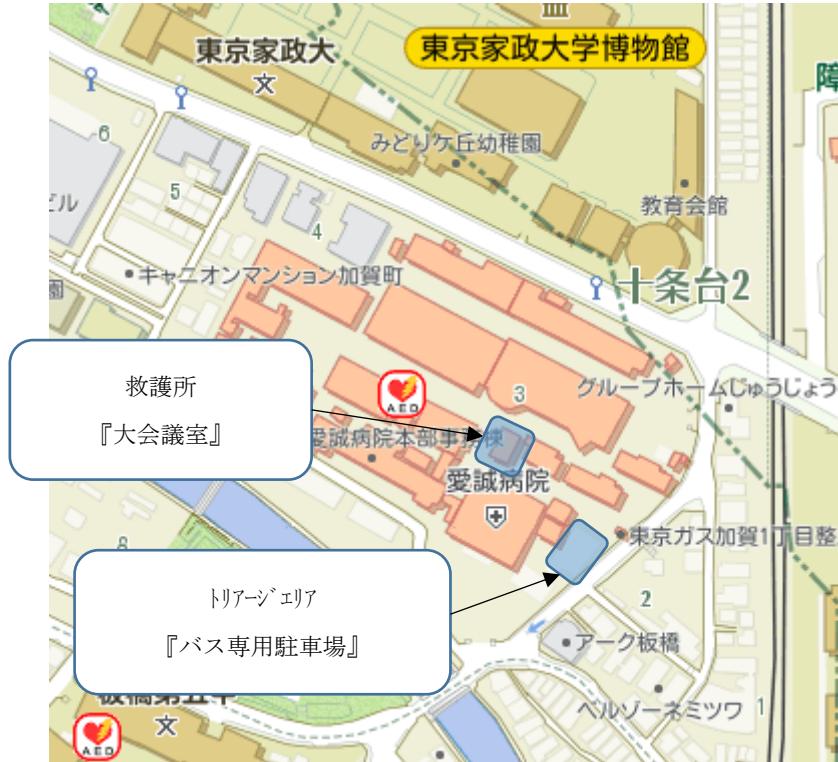 東京家政大
東京家政大学博物館
障
6
みどりケ丘幼稚園
ビル
5
教育会館
4
キャニオンマンション加賀町
十条台2
園
救護所
『大会議室』
AED
3
グループホームじゅうじょう
愛誠病院本部事務棟
愛誠病院
東京ガス加賀1丁目整
8
トリアージエリア
『バス専用駐車場』
2
アーク板橋
板橋第五中
ベルゾーネミツワ
1
AED